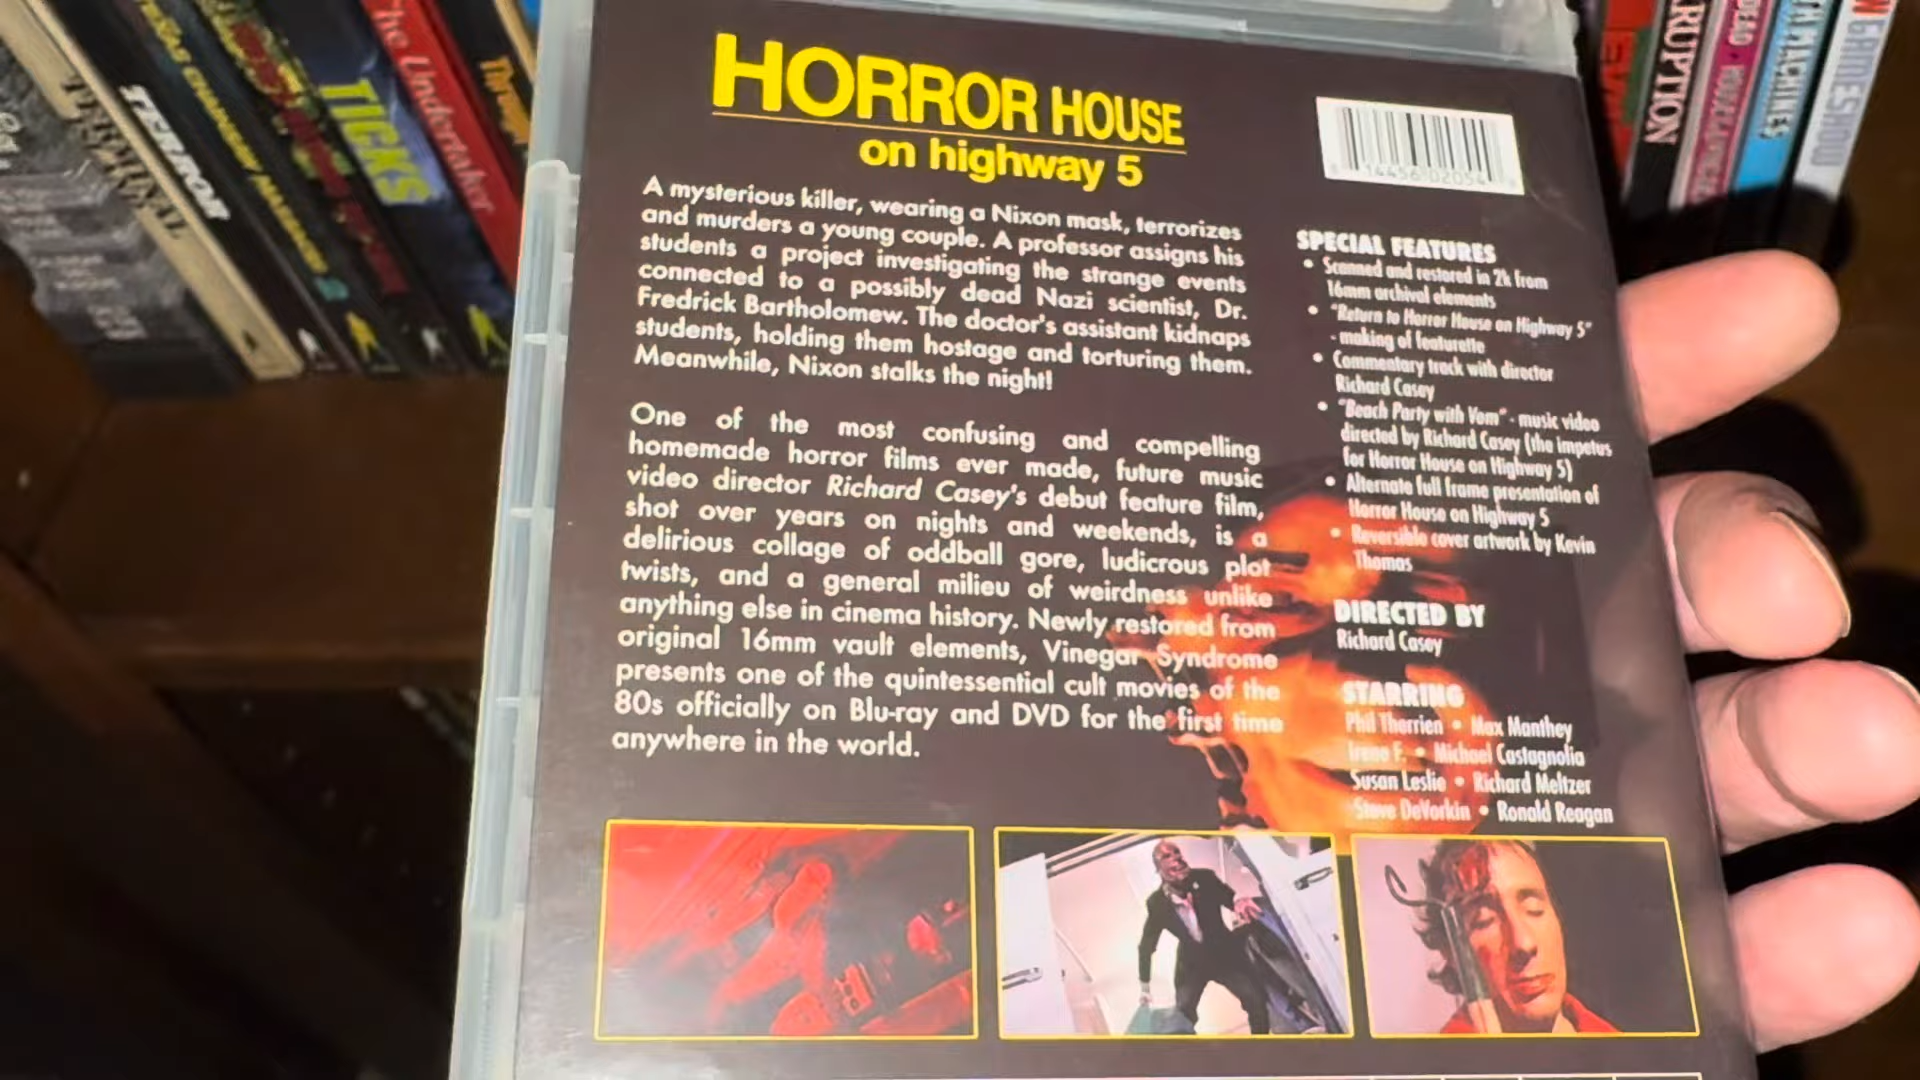 TERROR
TICKS
The Undertaker
HORROR HOUSE
on highway 5
A mysterious killer, wearing a Nixon mask, terrorizes
and murders a young couple. A professor assigns his
students a project investigating the strange events
connected to a possibly dead Nazi scientist, Dr.
Fredrick Bartholomew. The doctor's assistant kidnaps
students, holding them hostage and torturing them.
Meanwhile, Nixon stalks the night!
One of the most confusing and compelling
homemade horror films ever made, future music
video director Richard Casey's debut feature film,
shot over years on nights and weekends, is a
delirious collage of oddball gore, ludicrous plot
twists, and a general milieu of weirdness unlike
anything else in cinema history. Newly restored from
original 16mm vault elements, Vinegar Syndrome
presents one of the quintessential cult movies of the
80s officially on Blu-ray and DVD for the first time
anywhere in the world.
SPECIAL FEATURES
• Scanned and restored in 2k from
16mm archival elements
• "Return to Horror House on Highway 5"
- making of featurette
• Commentary track with director
Richard Casey
• "Beach Party with Vom" - music video
directed by Richard Casey (the impetus
for Horror House on Highway 5)
• Alternate full frame presentation of
Horror House on Highway 5
• Reversible cover artwork by Kevin
Thomas
DIRECTED BY
Richard Casey
STARRING
Phil Therrien • Max Manthey
Irene F. • Michael Castagnolia
Susan Leslie • Richard Meltzer
Steve DeVorkin • Ronald Reagan